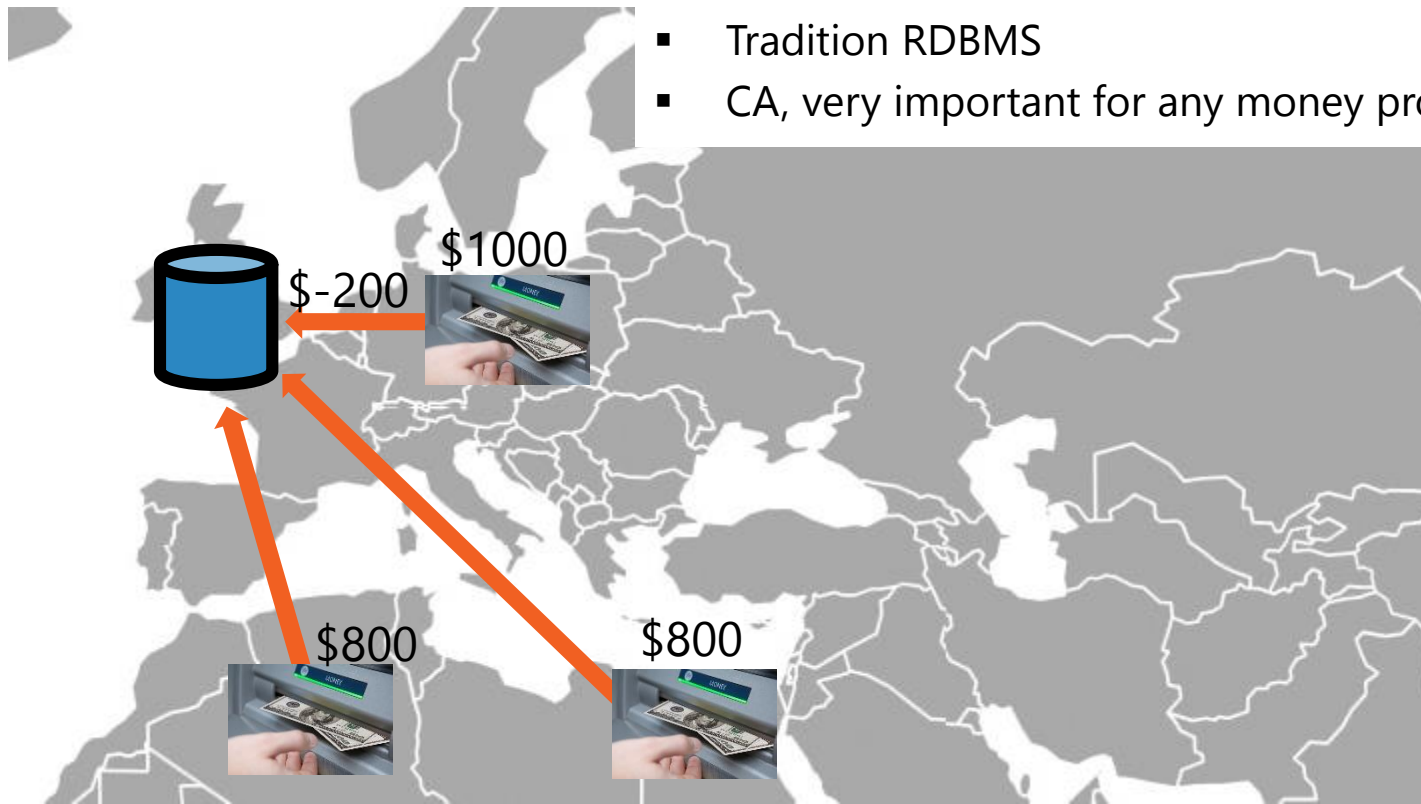 ▪ Tradition RDBMS
▪ CA, very important for any money pro
$1000
$-200
$800
$800